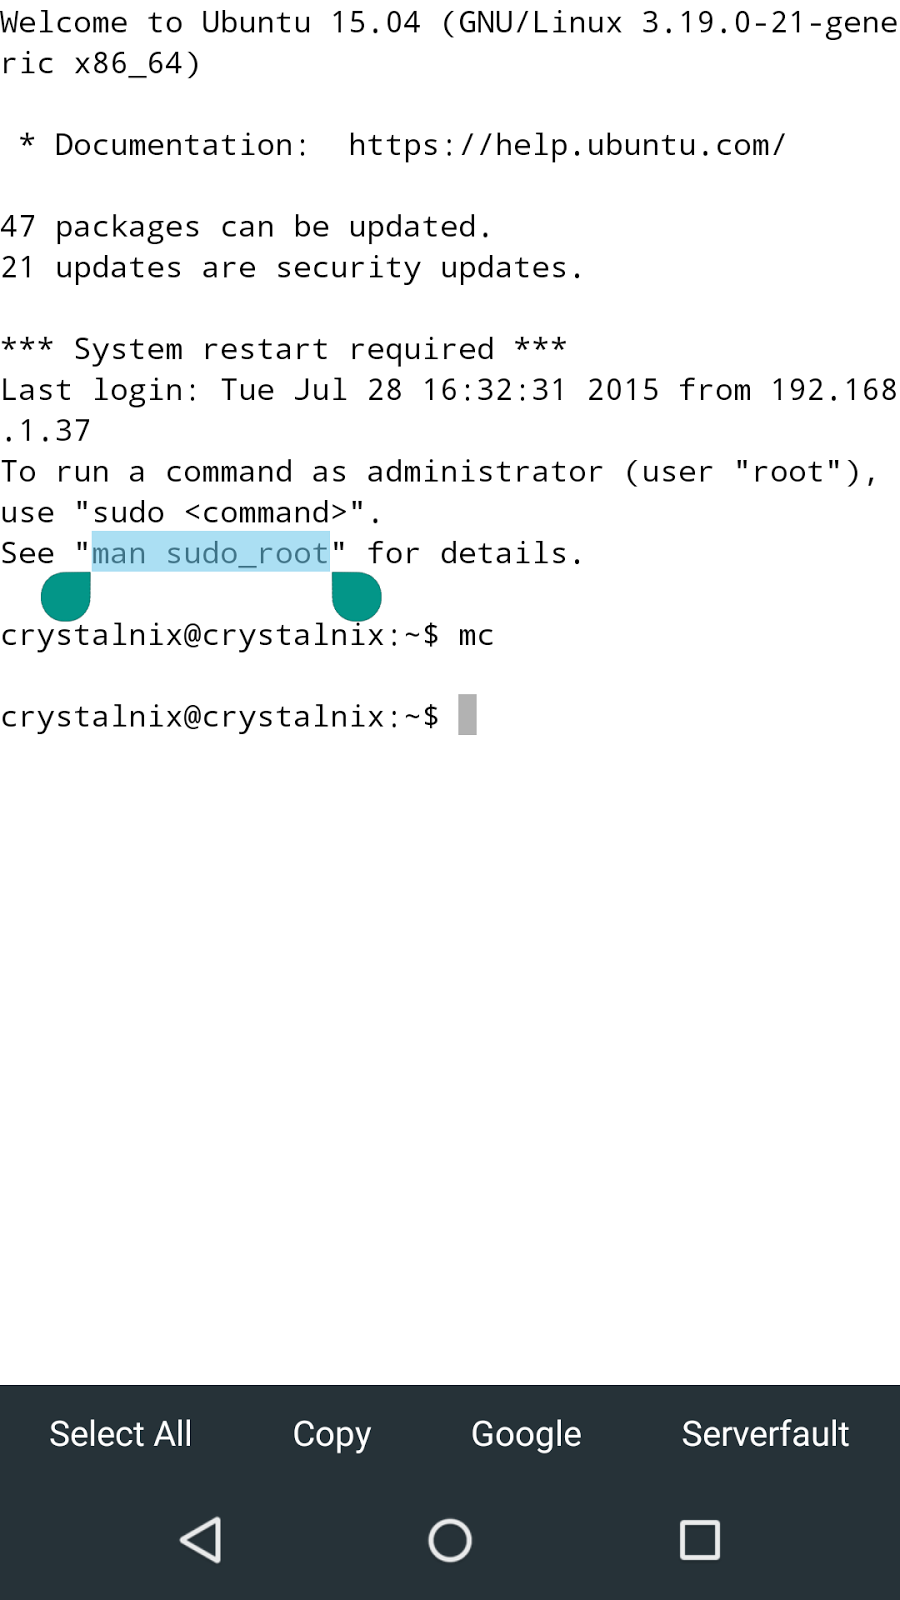 Welcome to Ubuntu 15.04 (GNU/Linux 3.19.0-21-gene
ric x86_64)
 * Documentation:  https://help.ubuntu.com/
47 packages can be updated.
21 updates are security updates.
*** System restart required ***
Last login: Tue Jul 28 16:32:31 2015 from 192.168
.1.37
To run a command as administrator (user "root"),
use "sudo <command>".
See "man sudo_root" for details.
crystalnix@crystalnix:~$ mc
crystalnix@crystalnix:~$
Select All Copy Google Serverfault